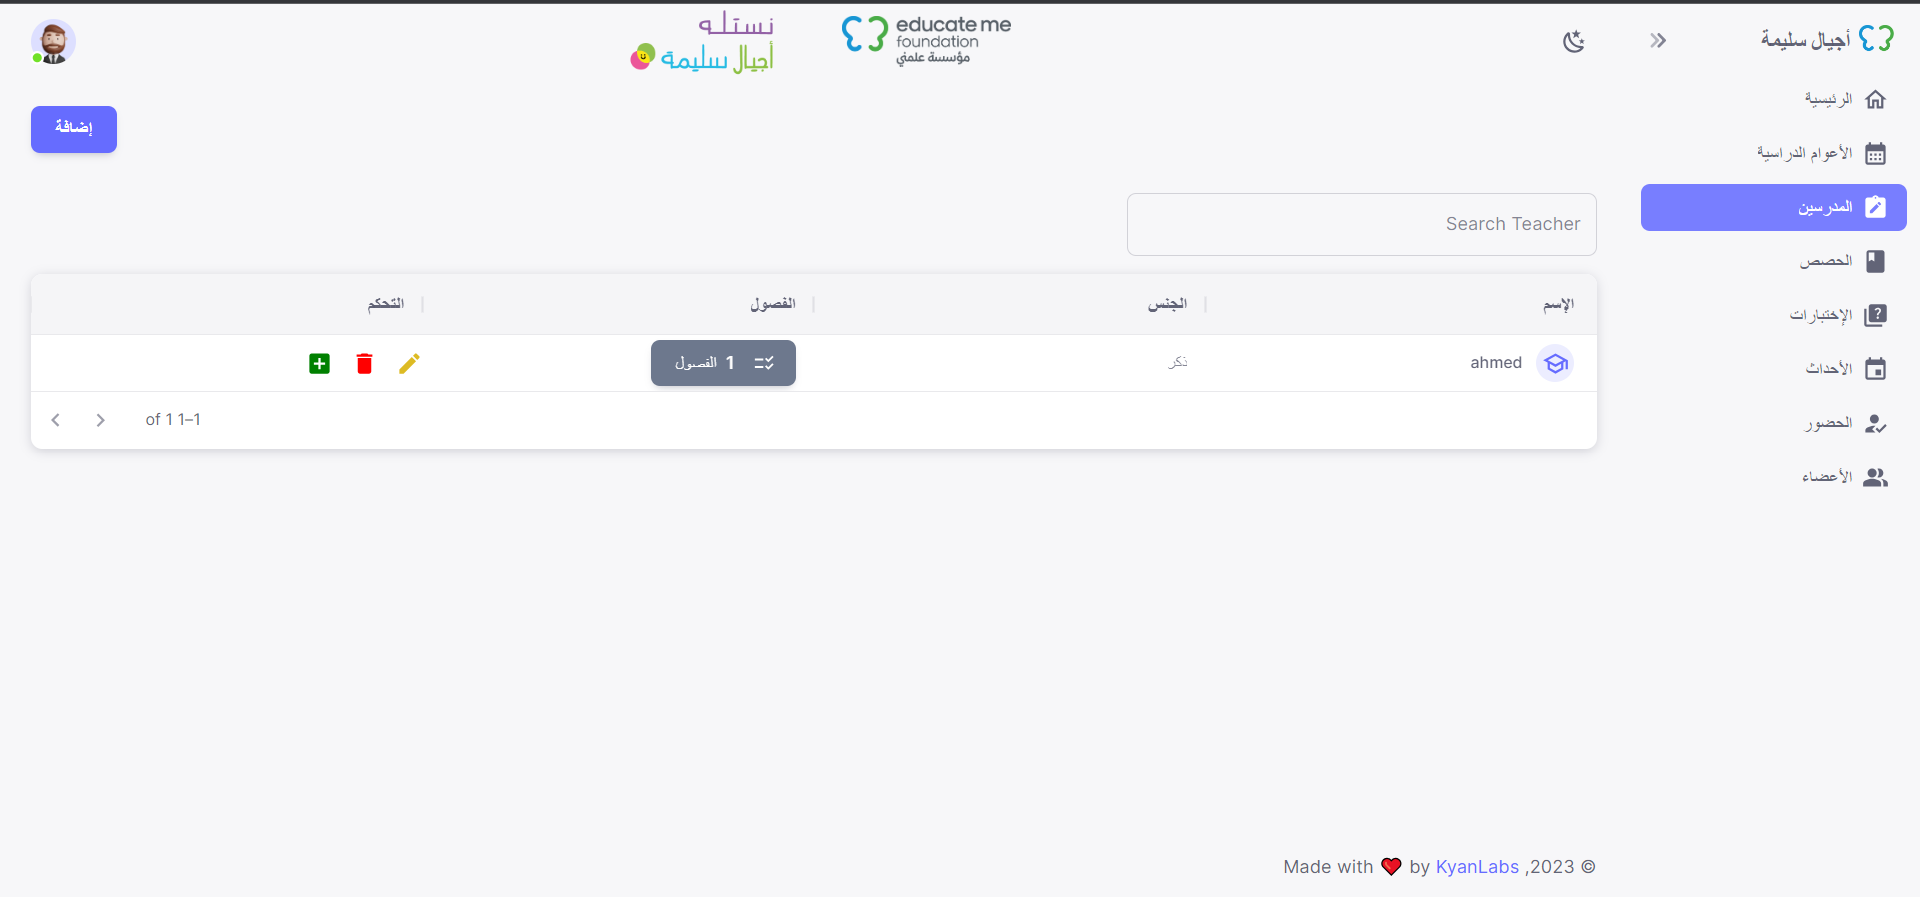 أجيال سليمة
educate me
foundation
مؤسسة علمني
نستله
أجيال سليمة
الرئيسية
الأعوام الدراسية
المدرسين
الحصص
الإختبارات
الأحداث
الحضور
الأعضاء
إضافة
Search Teacher
الإسم
الجنس
الفصول
التحكم
ahmed
ذكر
1 الفصول
1–1 of 1
© 2023, Made with ❤️ by KyanLabs